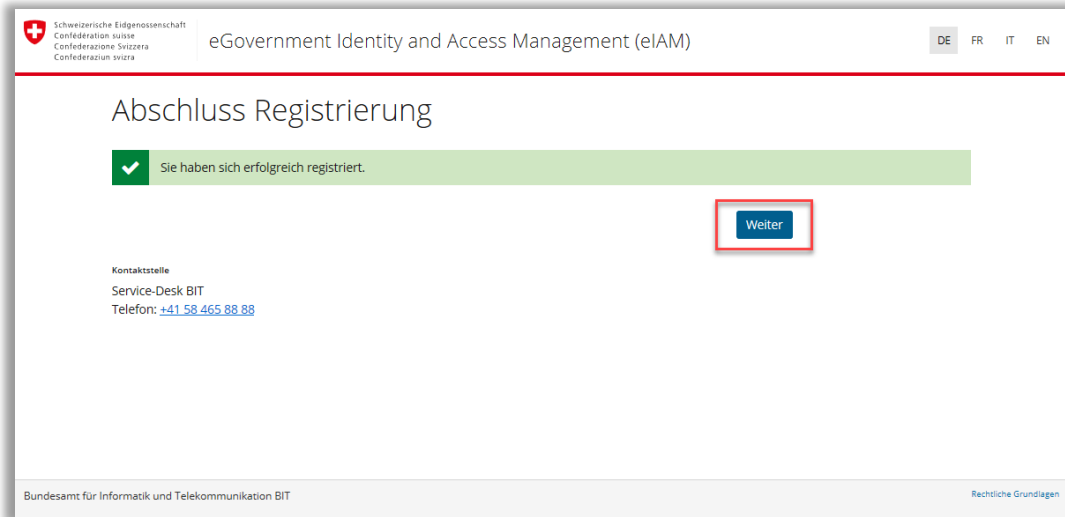 Schweizerische Eidgenossenschaft
Confédération suisse
Confederazione Svizzera
Confederaziun svizra
eGovernment Identity and Access Management (eIAM)
DE FR IT EN
Abschluss Registrierung
Sie haben sich erfolgreich registriert.
Weiter
Kontaktstelle
Service-Desk BIT
Telefon: +41 58 465 88 88
Bundesamt für Informatik und Telekommunikation BIT
Rechtliche Grundlagen